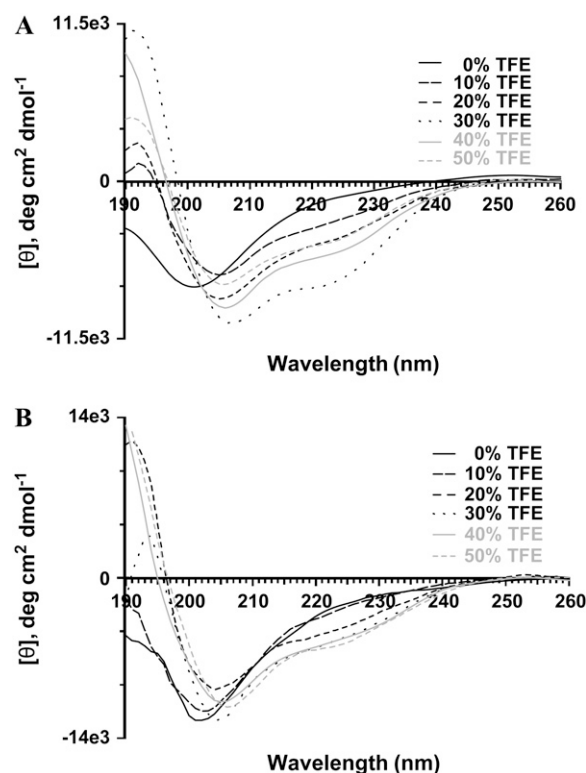 A
11.5e3
0% TFE
10% TFE
20% TFE
30% TFE
40% TFE
50% TFE
[θ], deg cm² dmol⁻¹
0
190 200 210 220 230 240 250 260
-11.5e3
Wavelength (nm)
B
14e3
0% TFE
10% TFE
20% TFE
30% TFE
40% TFE
50% TFE
[θ], deg cm² dmol⁻¹
0
190 200 210 220 230 240 250 260
-14e3
Wavelength (nm)